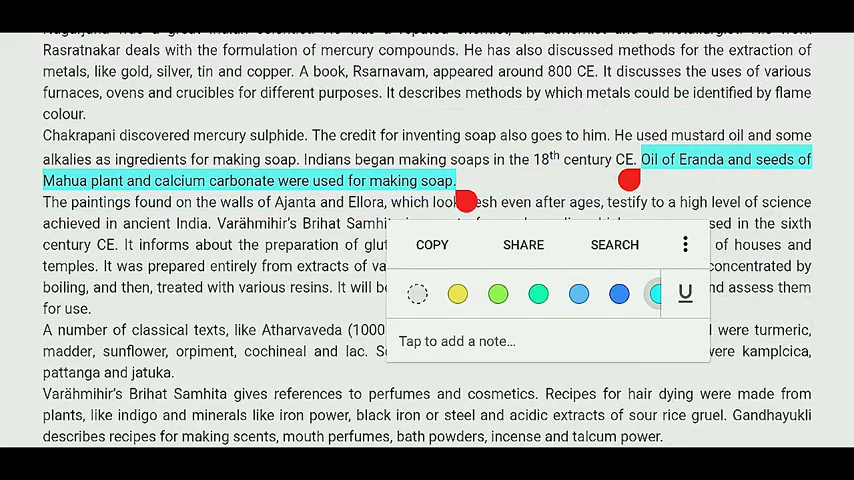 Rasratnakar deals with the formulation of mercury compounds. He has also discussed methods for the extraction of
metals, like gold, silver, tin and copper. A book, Rsarnavam, appeared around 800 CE. It discusses the uses of various
furnaces, ovens and crucibles for different purposes. It describes methods by which metals could be identified by flame
colour.
Chakrapani discovered mercury sulphide. The credit for inventing soap also goes to him. He used mustard oil and some
alkalies as ingredients for making soap. Indians began making soaps in the 18th century CE. Oil of Eranda and seeds of
Mahua plant and calcium carbonate were used for making soap.
The paintings found on the walls of Ajanta and Ellora, which look esh even after ages, testify to a high level of science
achieved in ancient India. Varähmihir's Brihat Samhit sed in the sixth
century CE. It informs about the preparation of glut of houses and
temples. It was prepared entirely from extracts of va concentrated by
boiling, and then, treated with various resins. It will be nd assess them
for use.
A number of classical texts, like Atharvaveda (1000 were turmeric,
madder, sunflower, orpiment, cochineal and lac. So were kamplcica,
pattanga and jatuka.
Varähmihir's Brihat Samhita gives references to perfumes and cosmetics. Recipes for hair dying were made from
plants, like indigo and minerals like iron power, black iron or steel and acidic extracts of sour rice gruel. Gandhayukli
describes recipes for making scents, mouth perfumes, bath powders, incense and talcum power.
COPY SHARE SEARCH
U
Tap to add a note...